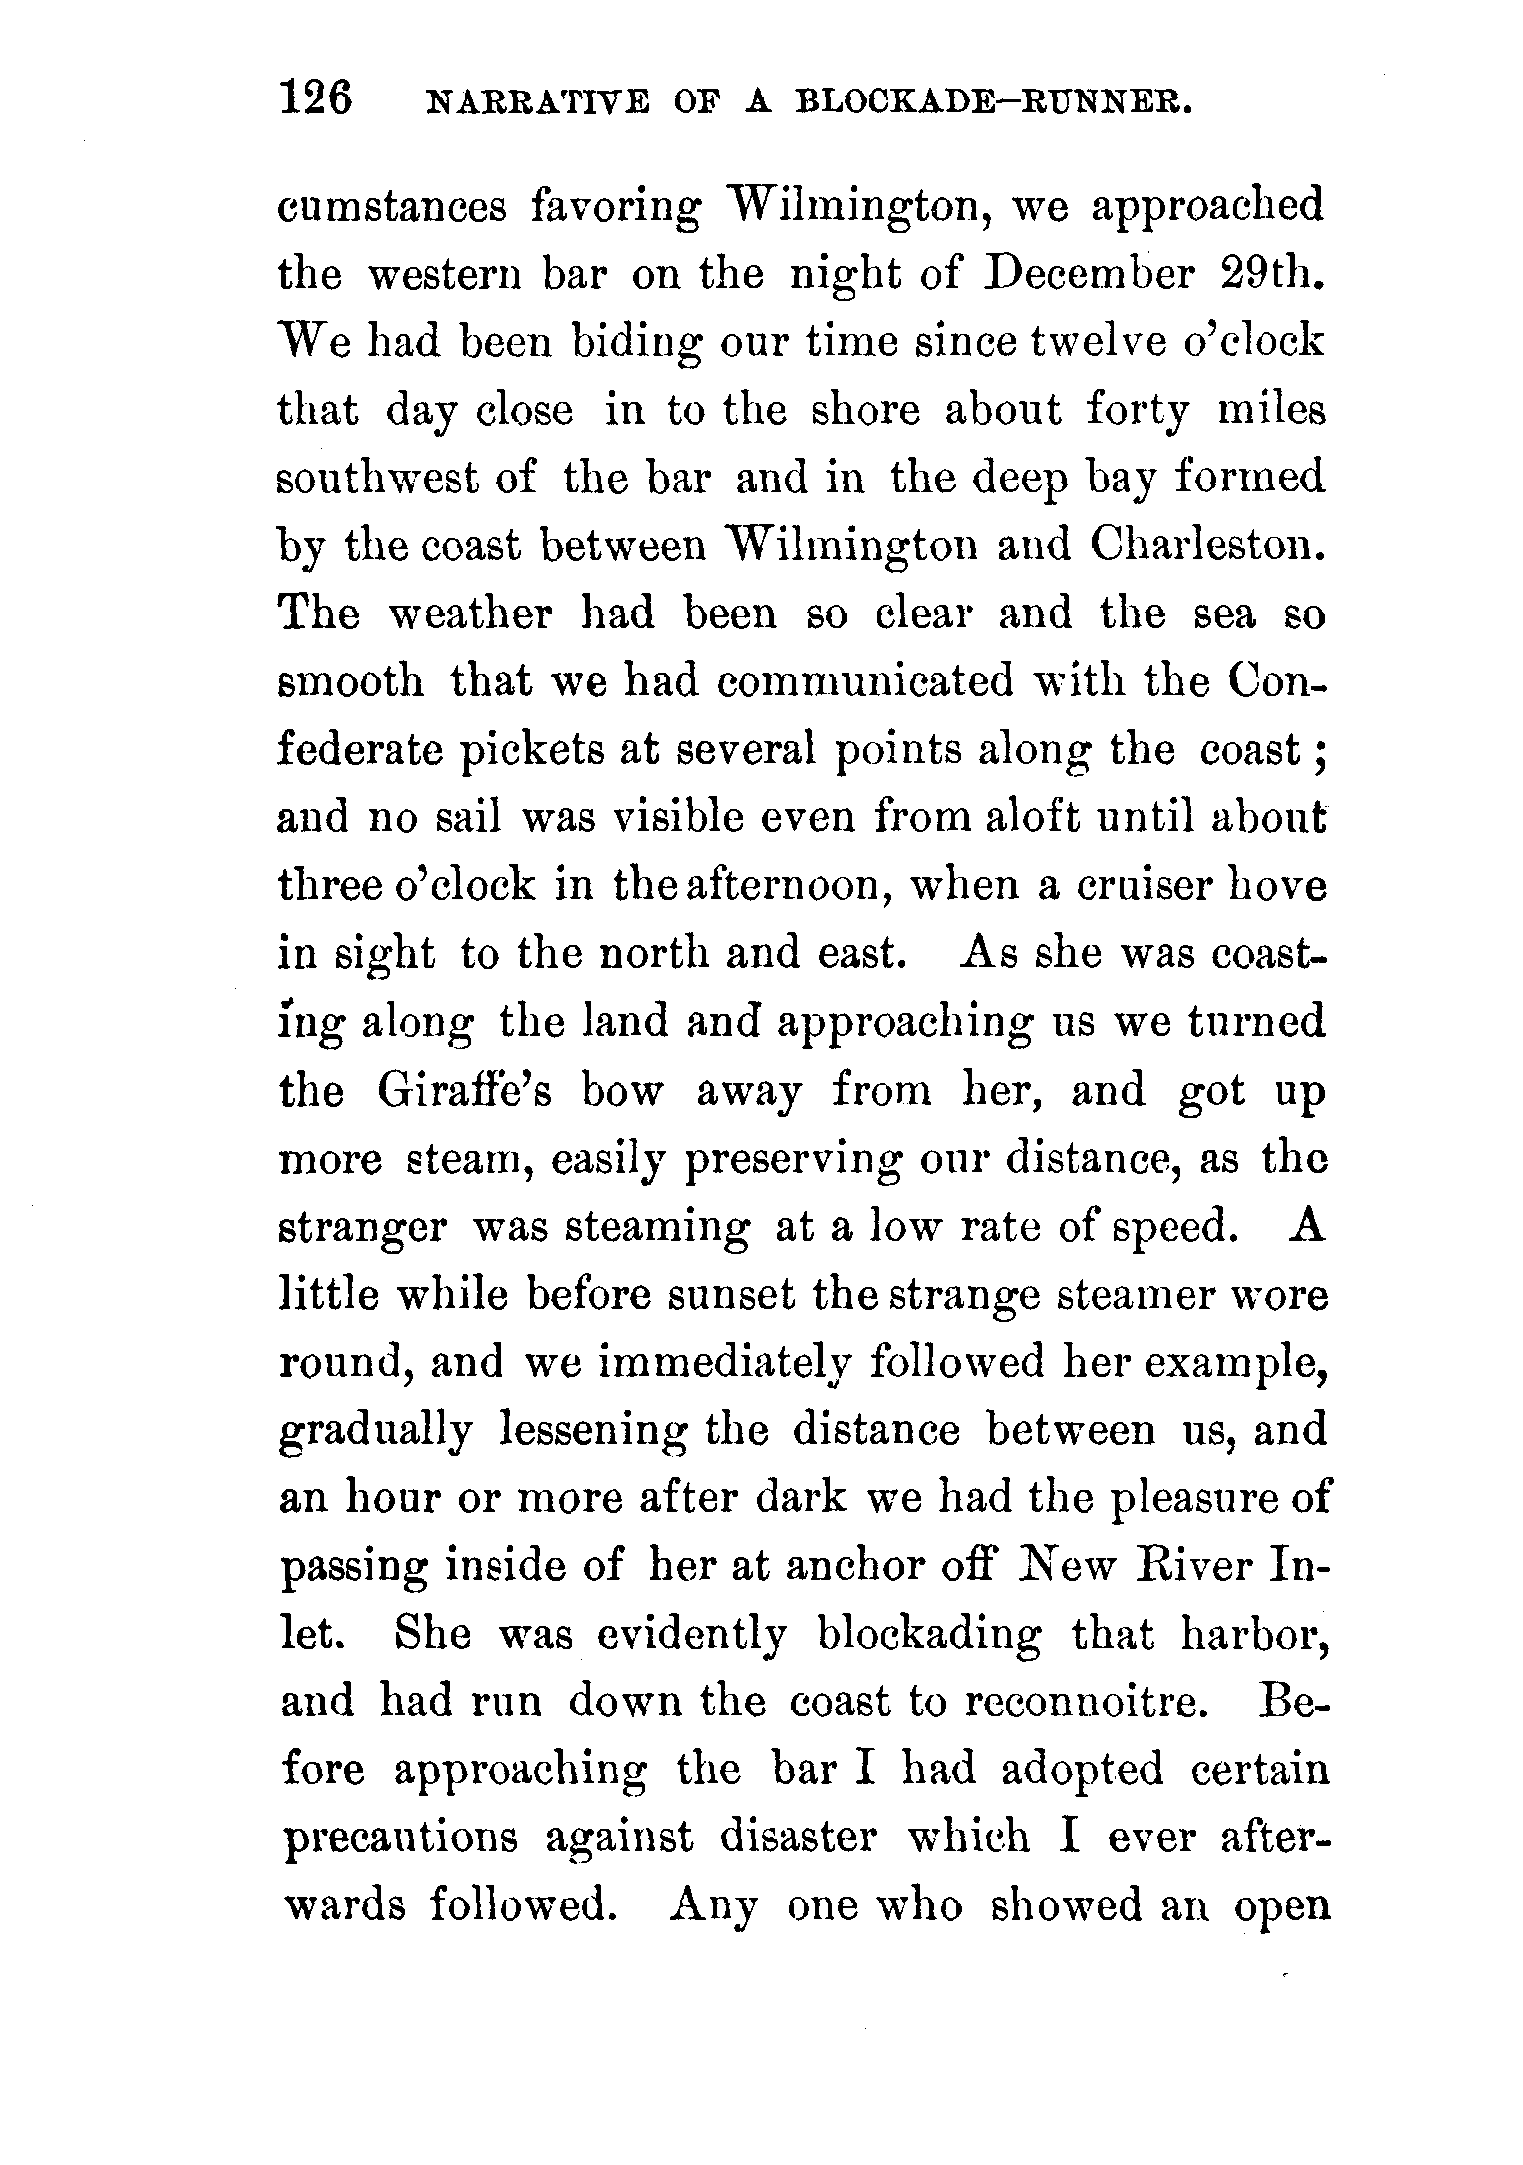 126 NARRATIVE OF A BLOCKADE-RUNNER.
cumstances favoring Wilmington, we approached
the western bar on the night of December 29th.
We had been biding our time since twelve o'clock
that day close in to the shore about forty miles
southwest of the bar and in the deep bay formed
by the coast between Wilmington and Charleston.
The weather had been so clear and the sea so
smooth that we had communicated with the Con-
federate pickets at several points along the coast ;
and no sail was visible even from aloft until about
three o'clock in the afternoon, when a cruiser hove
in sight to the north and east. As she was coast-
ing along the land and approaching us we turned
the Giraffe's bow away from her, and got up
more steam, easily preserving our distance, as the
stranger was steaming at a low rate of speed. A
little while before sunset the strange steamer wore
round, and we immediately followed her example,
gradually lessening the distance between us, and
an hour or more after dark we had the pleasure of
passing inside of her at anchor off New River In-
let. She was evidently blockading that harbor,
and had run down the coast to reconnoitre. Be-
fore approaching the bar I had adopted certain
precautions against disaster which I ever after-
wards followed. Any one who showed an open